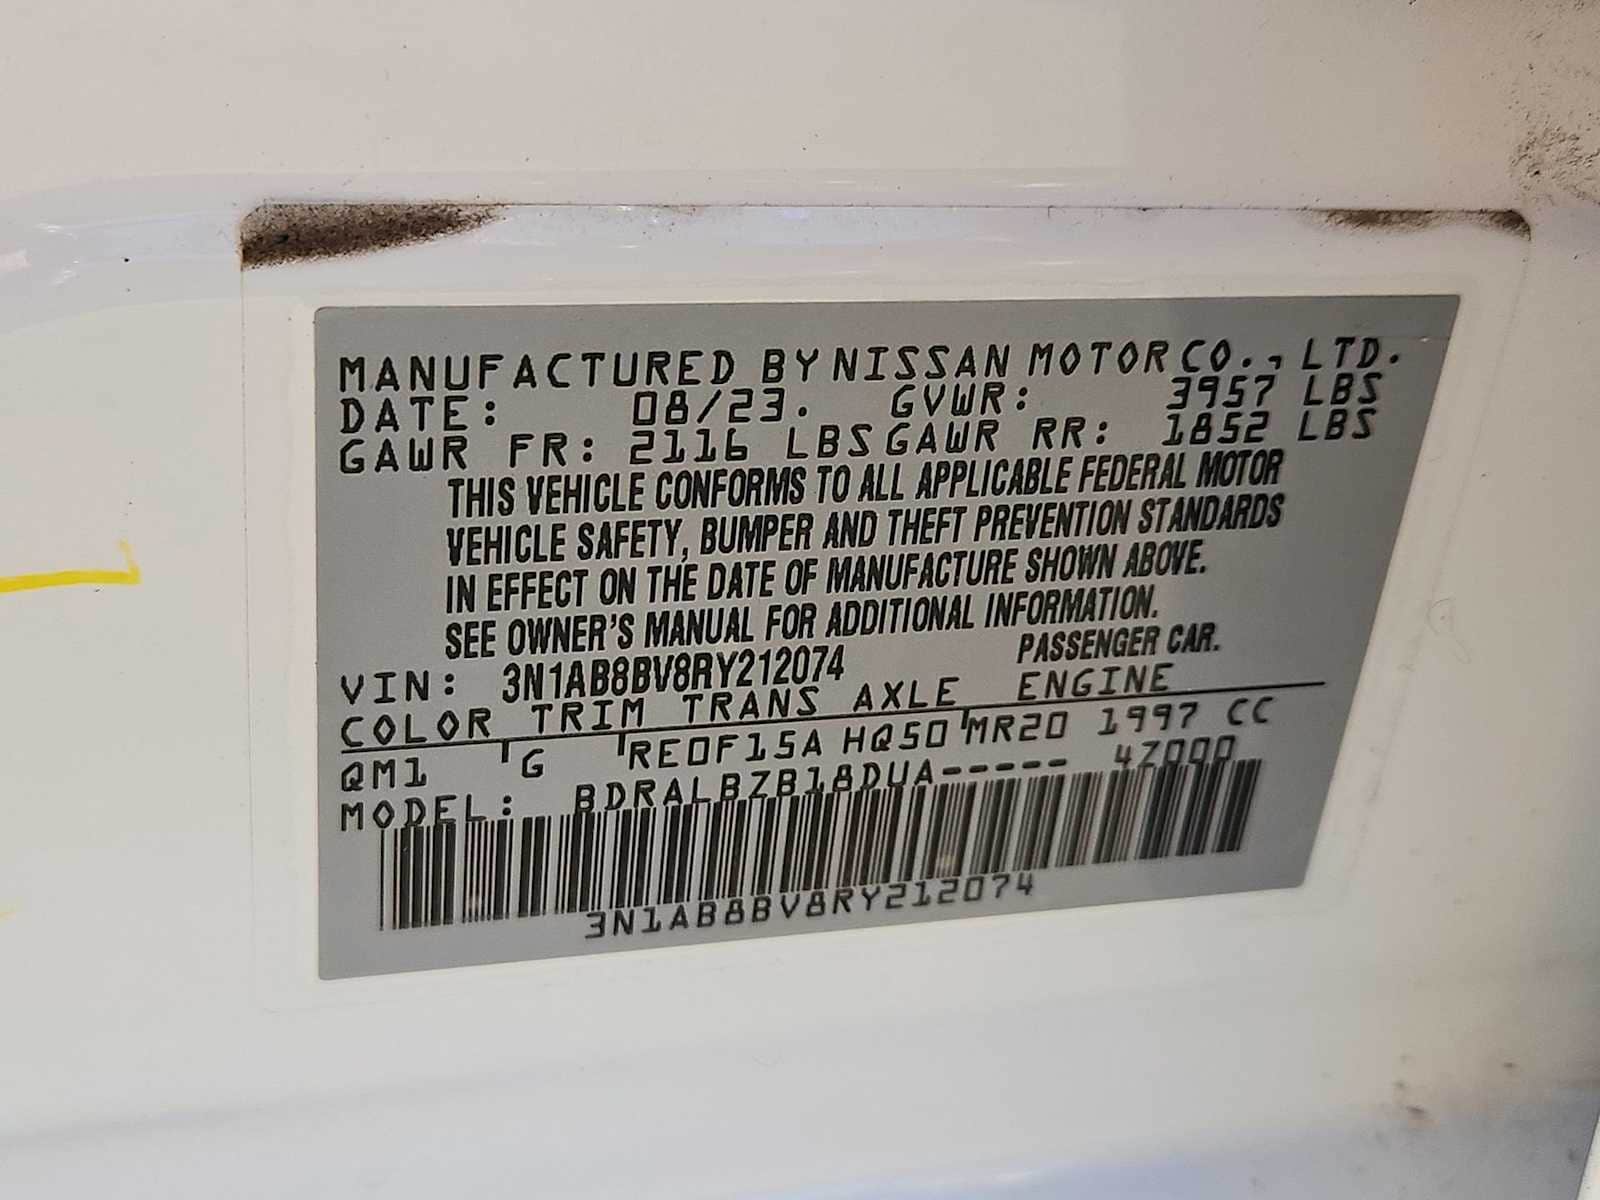 MANUFACTURED BY NISSAN MOTOR CO., LTD.
DATE: 08/23. GVWR: 3957 LBS
GAWR FR: 2116 LBS GAWR RR: 1852 LBS
THIS VEHICLE CONFORMS TO ALL APPLICABLE FEDERAL MOTOR
VEHICLE SAFETY, BUMPER AND THEFT PREVENTION STANDARDS
IN EFFECT ON THE DATE OF MANUFACTURE SHOWN ABOVE.
SEE OWNER'S MANUAL FOR ADDITIONAL INFORMATION.
VIN: 3N1AB8BV8RY212074 PASSENGER CAR.
COLOR TRIM TRANS AXLE ENGINE
QM1 G RE0F15A HQ50 MR20 1997 CC
MODEL: BDRALBZB18DUA----- 4Z000
3N1AB8BV8RY212074